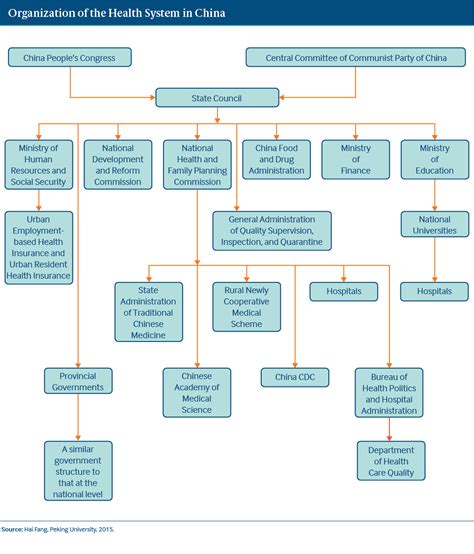 Organization of the Health System in China
China People's Congress
Central Committee of Communist Party of China
State Council
Ministry of
Human
Resources and
Social Security
National
Development
and Reform
Commission
National
Health and
Family Planning
Commission
China Food
and Drug
Administration
Ministry
of
Finance
Ministry
of
Education
Urban
Employment-
based Health
Insurance and
Urban Resident
Health Insurance
General Administration
of Quality Supervision,
Inspection, and Quarantine
National
Universities
State
Administration
of Traditional
Chinese
Medicine
Rural Newly
Cooperative
Medical
Scheme
Hospitals
Hospitals
Provincial
Governments
Chinese
Academy of
Medical
Science
China CDC
Bureau of
Health Politics
and Hospital
Administration
A similar
government
structure to
that at the
national level
Department
of Health
Care Quality
Source: Hai Fang, Peking University, 2015.